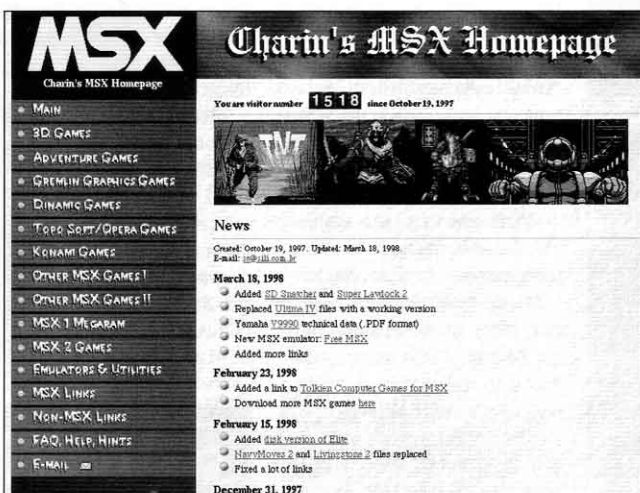 MSX
Charin's MSX Homepage
Main
3D Games
Adventure Games
Gremlin Graphics Games
Dinamic Games
Topo Soft/Opera Games
Konami Games
Other MSX Games I
Other MSX Games II
MSX 1 Megaram
MSX 2 Games
Emulators & Utilities
MSX Links
Non-MSX Links
FAQ, Help, Hints
E-mail
Charin's MSX Homepage
You are visitor number 1518 since October 19, 1997
TNT
News
Created: October 19, 1997. Updated: March 18, 1998.
E-mail:
March 18, 1998
Added SD Snatcher and Super Laydock 2
Replaced Ultima IV files with a working version
Yamaha V9990 technical data (.PDF format)
New MSX emulator: Free MSX
Added more links
February 23, 1998
Added a link to Tolkien Computer Games for MSX
Download more MSX games here
February 15, 1998
Added disk version of Elite
NavyMoves 2 and Livingstone 2 files replaced
Fixed a lot of links
December 31, 1997